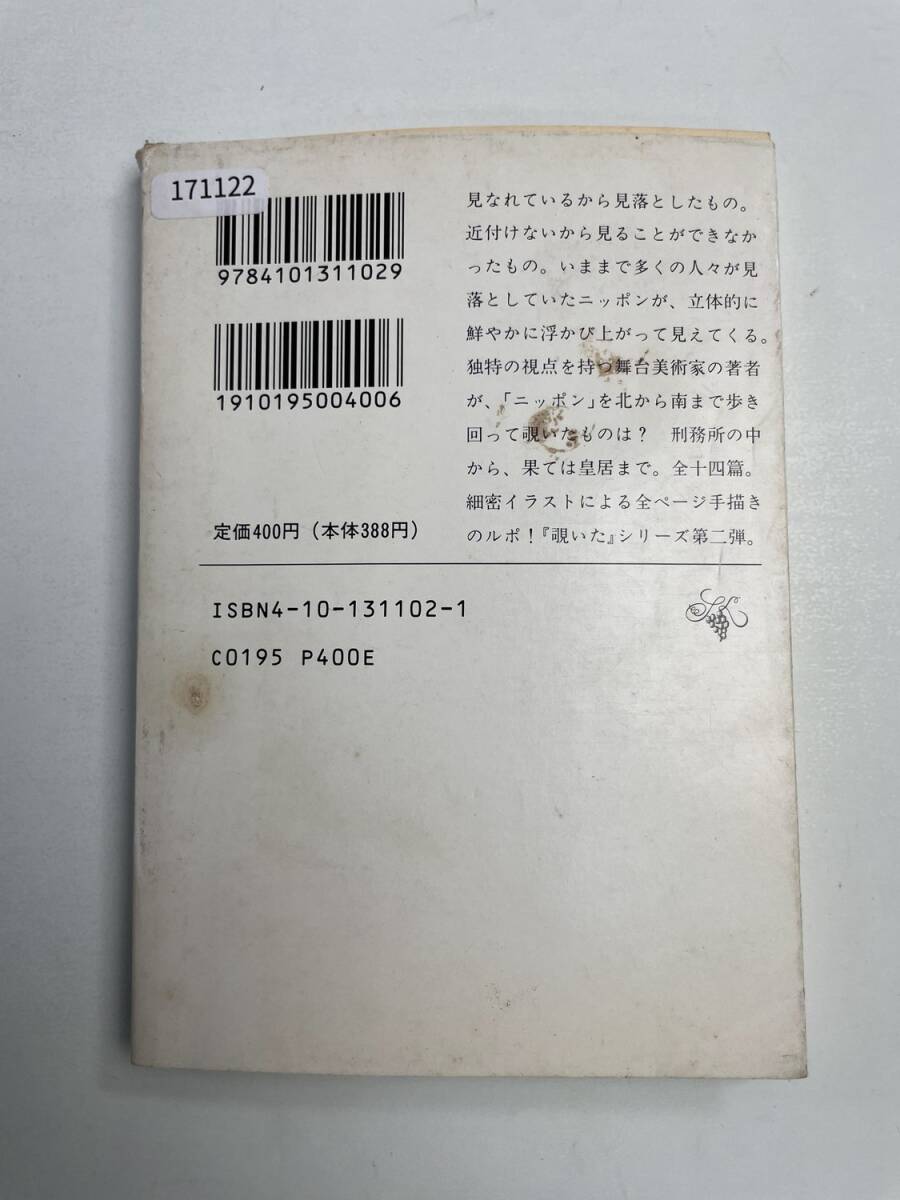 171122
9784101311029
1910195004006
見なれているから見落としたもの。
近付けないから見ることができなか
ったもの。いままで多くの人々が見
落としていたニッポンが、立体的に
鮮やかに浮かび上がって見えてくる。
独特の視点を持つ舞台美術家の著者
が、「ニッポン」を北から南まで歩き
回って覗いたものは? 刑務所の中
から、果ては皇居まで。全十四篇。
細密イラストによる全ページ手描き
のルポ!『覗いた』シリーズ第二弾。
定価400円(本体388円)
ISBN4-10-131102-1
C0195 P400E